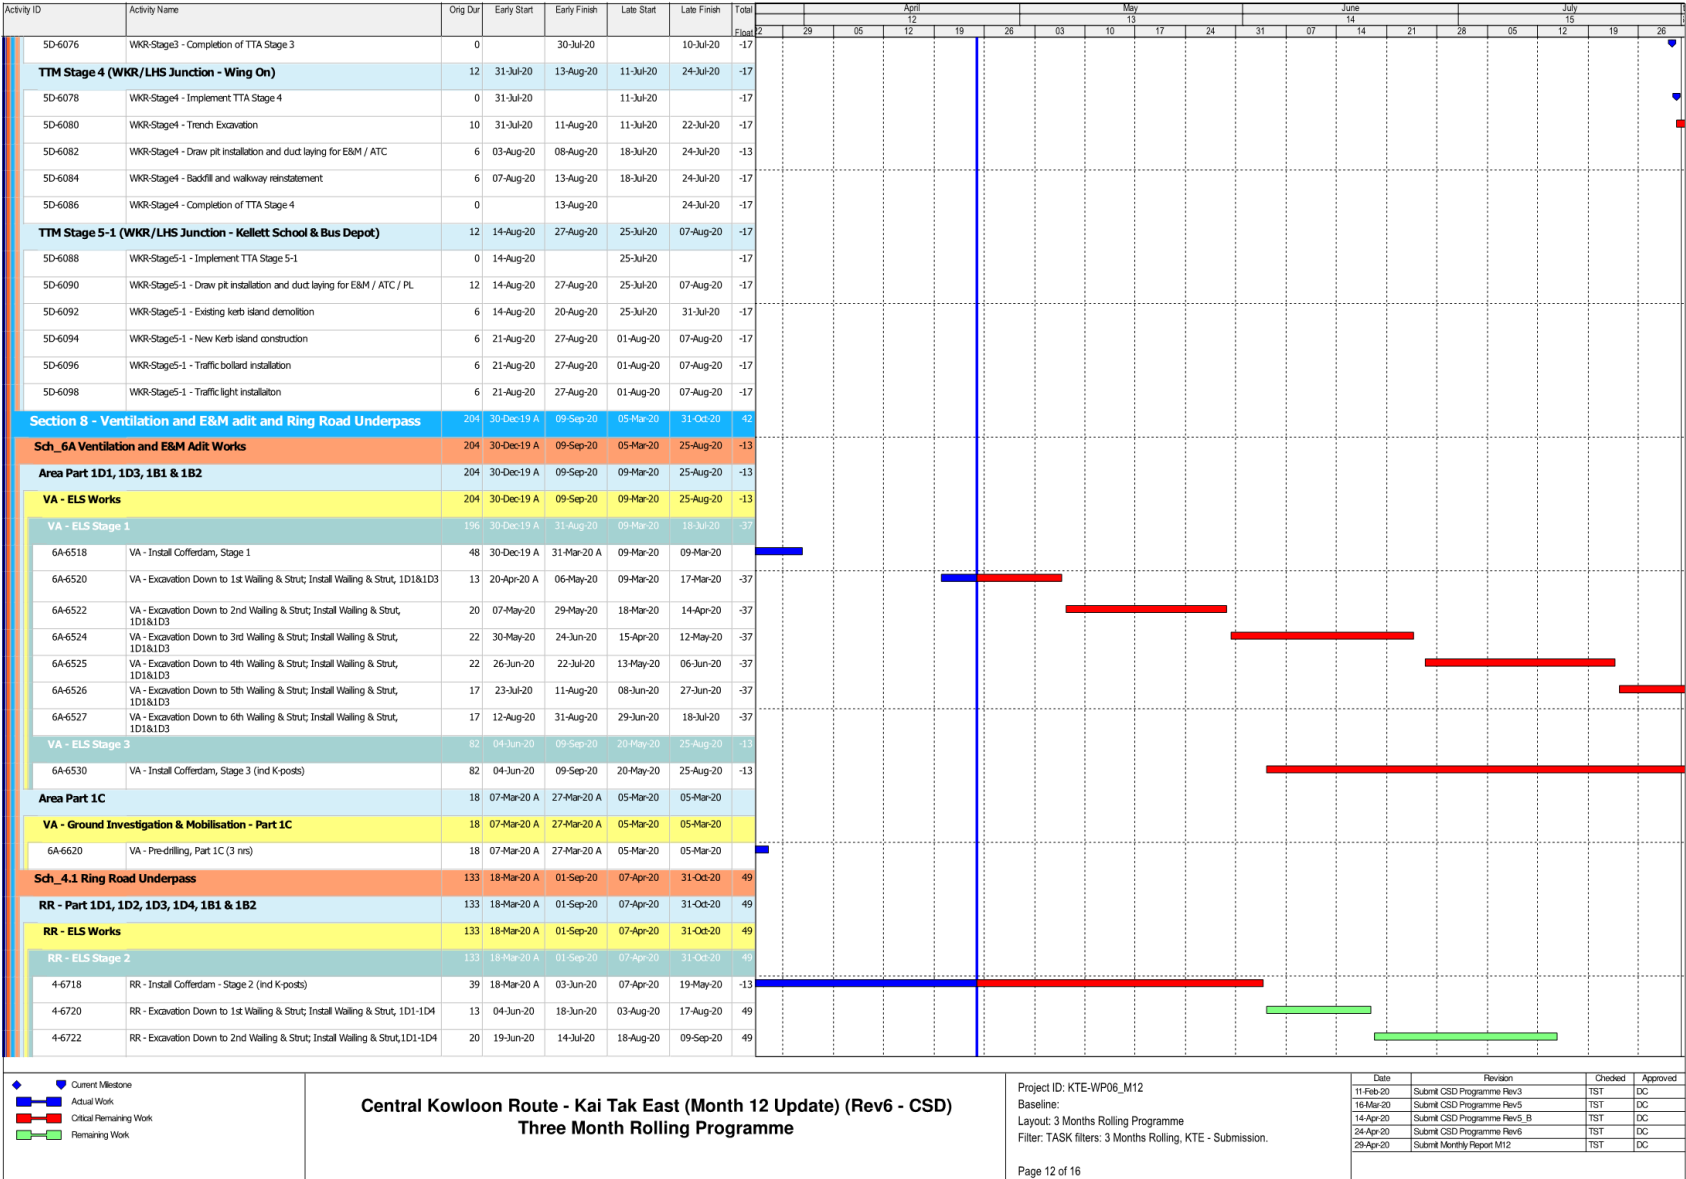 Activity ID Activity Name Orig Dur Early Start Early Finish Late Start Late Finish Total Float
April May June July
12 13 14 15
22 29 05 12 19 26 03 10 17 24 31 07 14 21 28 05 12 19 26
5D-6076 WKR-Stage3 - Completion of TTA Stage 3 0 30-Jul-20 10-Jul-20 -17
TTM Stage 4 (WKR/LHS Junction - Wing On) 12 31-Jul-20 13-Aug-20 11-Jul-20 24-Jul-20 -17
5D-6078 WKR-Stage4 - Implement TTA Stage 4 0 31-Jul-20 11-Jul-20 -17
5D-6080 WKR-Stage4 - Trench Excavation 10 31-Jul-20 11-Aug-20 11-Jul-20 22-Jul-20 -17
5D-6082 WKR-Stage4 - Draw pit installation and duct laying for E&M / ATC 6 03-Aug-20 08-Aug-20 18-Jul-20 24-Jul-20 -13
5D-6084 WKR-Stage4 - Backfill and walkway reinstatement 6 07-Aug-20 13-Aug-20 18-Jul-20 24-Jul-20 -17
5D-6086 WKR-Stage4 - Completion of TTA Stage 4 0 13-Aug-20 24-Jul-20 -17
TTM Stage 5-1 (WKR/LHS Junction - Kellett School & Bus Depot) 12 14-Aug-20 27-Aug-20 25-Jul-20 07-Aug-20 -17
5D-6088 WKR-Stage5-1 - Implement TTA Stage 5-1 0 14-Aug-20 25-Jul-20 -17
5D-6090 WKR-Stage5-1 - Draw pit installation and duct laying for E&M / ATC / PL 12 14-Aug-20 27-Aug-20 25-Jul-20 07-Aug-20 -17
5D-6092 WKR-Stage5-1 - Existing kerb island demolition 6 14-Aug-20 20-Aug-20 25-Jul-20 31-Jul-20 -17
5D-6094 WKR-Stage5-1 - New Kerb island construction 6 21-Aug-20 27-Aug-20 01-Aug-20 07-Aug-20 -17
5D-6096 WKR-Stage5-1 - Traffic bollard installation 6 21-Aug-20 27-Aug-20 01-Aug-20 07-Aug-20 -17
5D-6098 WKR-Stage5-1 - Traffic light installaiton 6 21-Aug-20 27-Aug-20 01-Aug-20 07-Aug-20 -17
Section 8 - Ventilation and E&M adit and Ring Road Underpass 204 30-Dec-19 A 09-Sep-20 05-Mar-20 31-Oct-20 42
Sch_6A Ventilation and E&M Adit Works 204 30-Dec-19 A 09-Sep-20 05-Mar-20 25-Aug-20 -13
Area Part 1D1, 1D3, 1B1 & 1B2 204 30-Dec-19 A 09-Sep-20 09-Mar-20 25-Aug-20 -13
VA - ELS Works 204 30-Dec-19 A 09-Sep-20 09-Mar-20 25-Aug-20 -13
VA - ELS Stage 1 196 30-Dec-19 A 31-Aug-20 09-Mar-20 18-Jul-20 -37
6A-6518 VA - Install Cofferdam, Stage 1 48 30-Dec-19 A 31-Mar-20 A 09-Mar-20 09-Mar-20
6A-6520 VA - Excavation Down to 1st Wailing & Strut; Install Wailing & Strut, 1D1&1D3 13 20-Apr-20 A 06-May-20 09-Mar-20 17-Mar-20 -37
6A-6522 VA - Excavation Down to 2nd Wailing & Strut; Install Wailing & Strut, 20 07-May-20 29-May-20 18-Mar-20 14-Apr-20 -37
1D1&1D3
6A-6524 VA - Excavation Down to 3rd Wailing & Strut; Install Wailing & Strut, 22 30-May-20 24-Jun-20 15-Apr-20 12-May-20 -37
1D1&1D3
6A-6525 VA - Excavation Down to 4th Wailing & Strut; Install Wailing & Strut, 22 26-Jun-20 22-Jul-20 13-May-20 06-Jun-20 -37
1D1&1D3
6A-6526 VA - Excavation Down to 5th Wailing & Strut; Install Wailing & Strut, 17 23-Jul-20 11-Aug-20 08-Jun-20 27-Jun-20 -37
1D1&1D3
6A-6527 VA - Excavation Down to 6th Wailing & Strut; Install Wailing & Strut, 17 12-Aug-20 31-Aug-20 29-Jun-20 18-Jul-20 -37
1D1&1D3
VA - ELS Stage 3 82 04-Jun-20 09-Sep-20 20-May-20 25-Aug-20 -13
6A-6530 VA - Install Cofferdam, Stage 3 (ind K-posts) 82 04-Jun-20 09-Sep-20 20-May-20 25-Aug-20 -13
Area Part 1C 18 07-Mar-20 A 27-Mar-20 A 05-Mar-20 05-Mar-20
VA - Ground Investigation & Mobilisation - Part 1C 18 07-Mar-20 A 27-Mar-20 A 05-Mar-20 05-Mar-20
6A-6620 VA - Pre-drilling, Part 1C (3 nrs) 18 07-Mar-20 A 27-Mar-20 A 05-Mar-20 05-Mar-20
Sch_4.1 Ring Road Underpass 133 18-Mar-20 A 01-Sep-20 07-Apr-20 31-Oct-20 49
RR - Part 1D1, 1D2, 1D3, 1D4, 1B1 & 1B2 133 18-Mar-20 A 01-Sep-20 07-Apr-20 31-Oct-20 49
RR - ELS Works 133 18-Mar-20 A 01-Sep-20 07-Apr-20 31-Oct-20 49
RR - ELS Stage 2 133 18-Mar-20 A 01-Sep-20 07-Apr-20 31-Oct-20 49
4-6718 RR - Install Cofferdam - Stage 2 (ind K-posts) 39 18-Mar-20 A 03-Jun-20 07-Apr-20 19-May-20 -13
4-6720 RR - Excavation Down to 1st Wailing & Strut; Install Wailing & Strut, 1D1-1D4 13 04-Jun-20 18-Jun-20 03-Aug-20 17-Aug-20 49
4-6722 RR - Excavation Down to 2nd Wailing & Strut; Install Wailing & Strut,1D1-1D4 20 19-Jun-20 14-Jul-20 18-Aug-20 09-Sep-20 49
Current Milestone
Actual Work
Critical Remaining Work
Remaining Work
Central Kowloon Route - Kai Tak East (Month 12 Update) (Rev6 - CSD)
Three Month Rolling Programme
Project ID: KTE-WP06_M12
Baseline:
Layout: 3 Months Rolling Programme
Filter: TASK filters: 3 Months Rolling, KTE - Submission.
Page 12 of 16
Date Revision Checked Approved
11-Feb-20 Submit CSD Programme Rev3 TST DC
16-Mar-20 Submit CSD Programme Rev5 TST DC
14-Apr-20 Submit CSD Programme Rev5_B TST DC
24-Apr-20 Submit CSD Programme Rev6 TST DC
29-Apr-20 Submit Monthly Report M12 TST DC